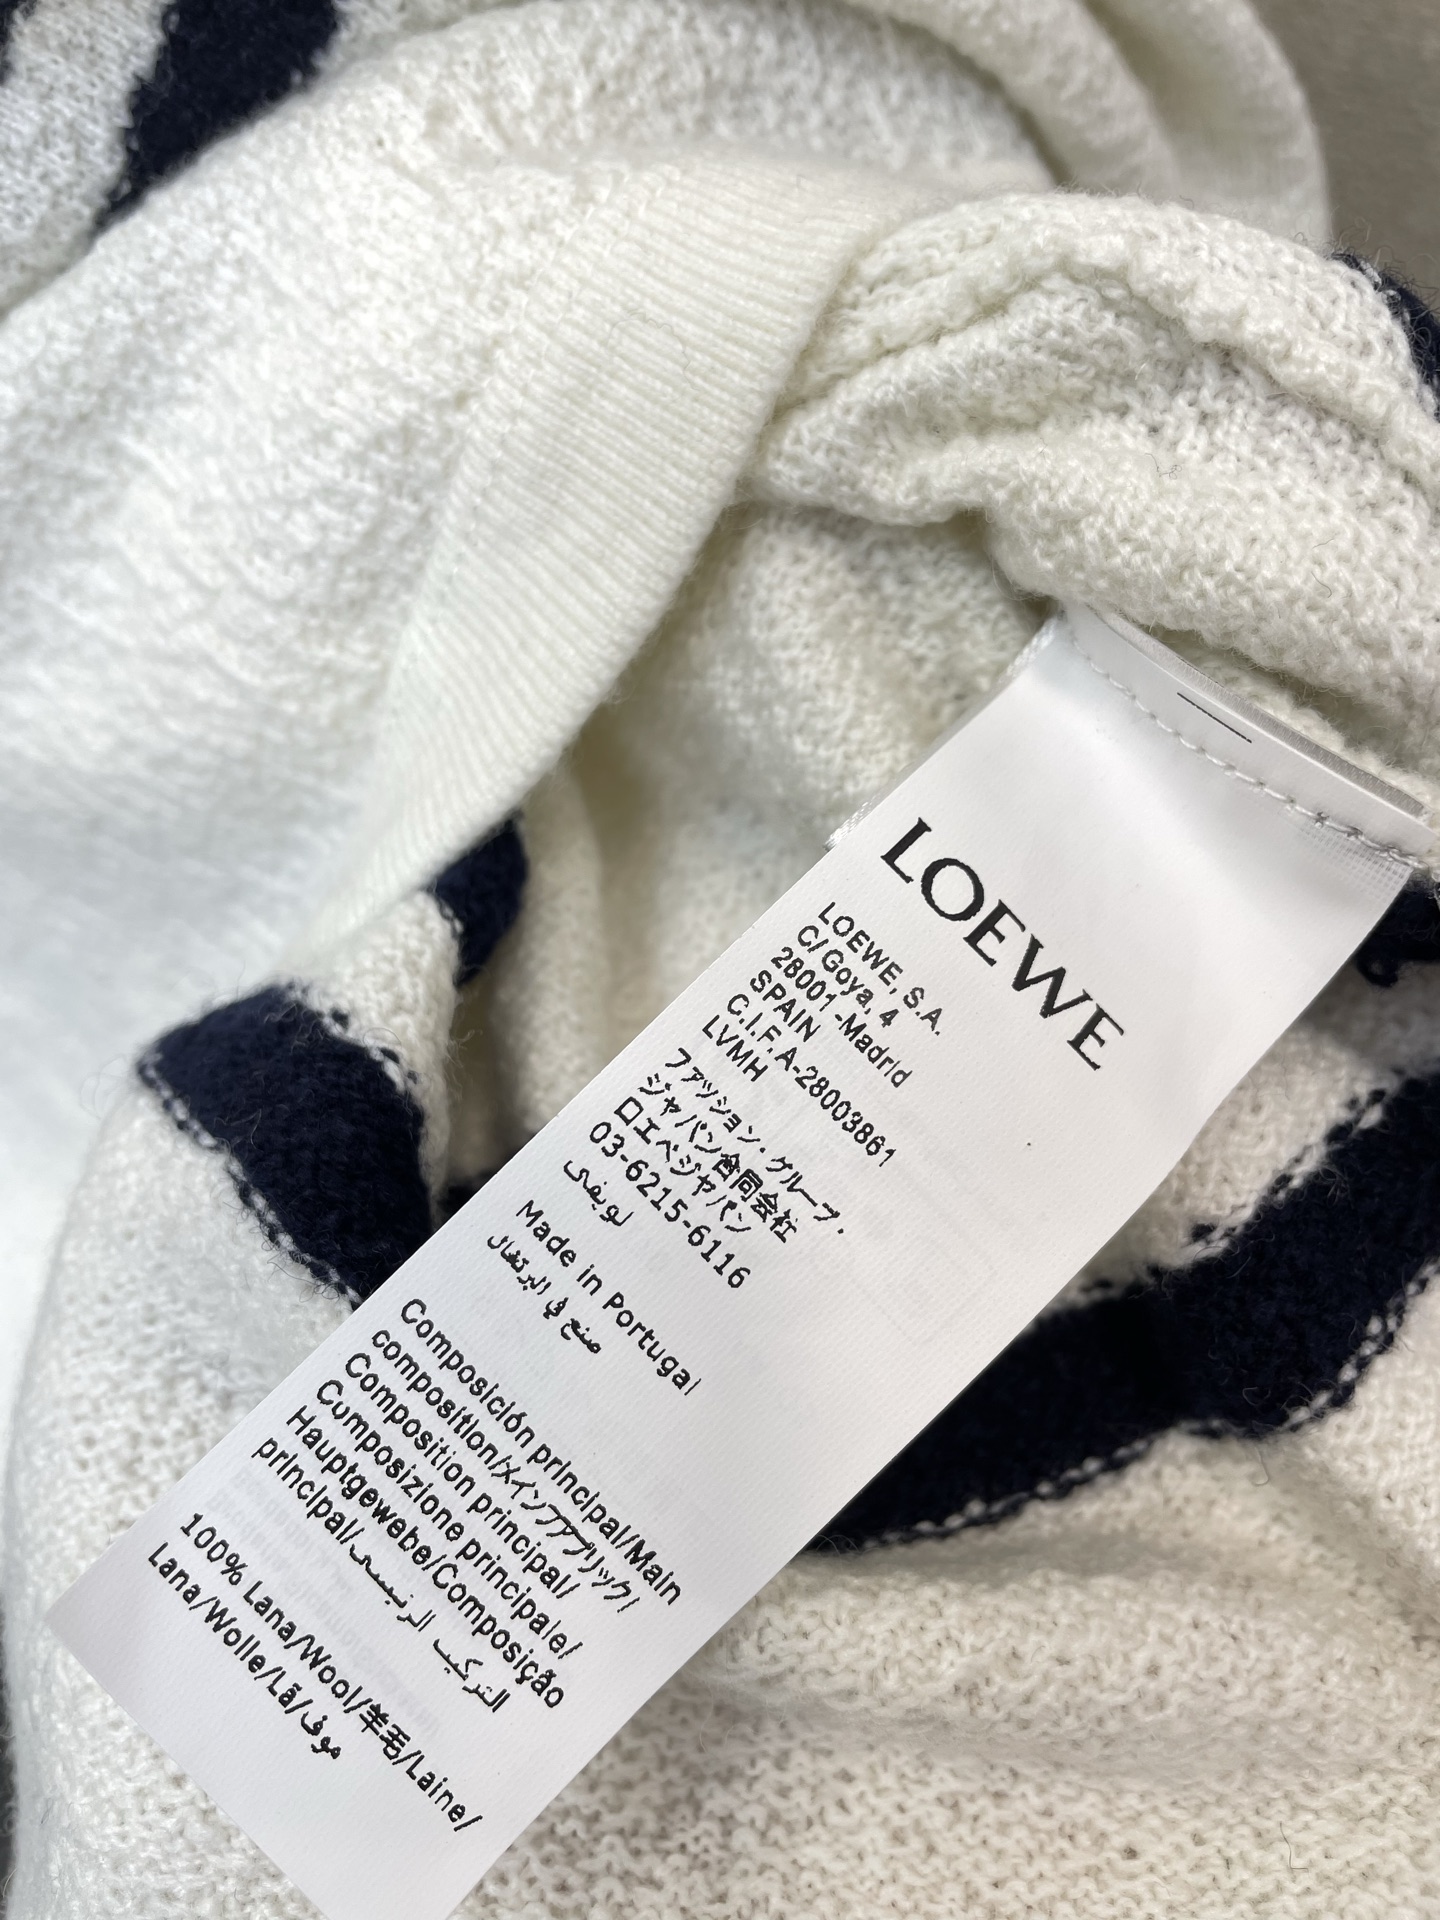 LOEWE
LOEWE, S.A.
C/Goya, 4
28001-Madrid
SPAIN
C.I.F. A-28003861
LVMH
ファッション・グループ・
ジャパン合同会社
ロエベジャパン
03-6215-6116
لويفي
Made in Portugal
صنع في البرتغال
Composición principal/Main
composition/メインファブリック/
Composition principal/
Composizione principale/
Hauptgewebe/Composição
principal/التركيب الرئيسى
100% Lana/Wool/羊毛/Laine/
Lana/Wolle/Lã/صوف